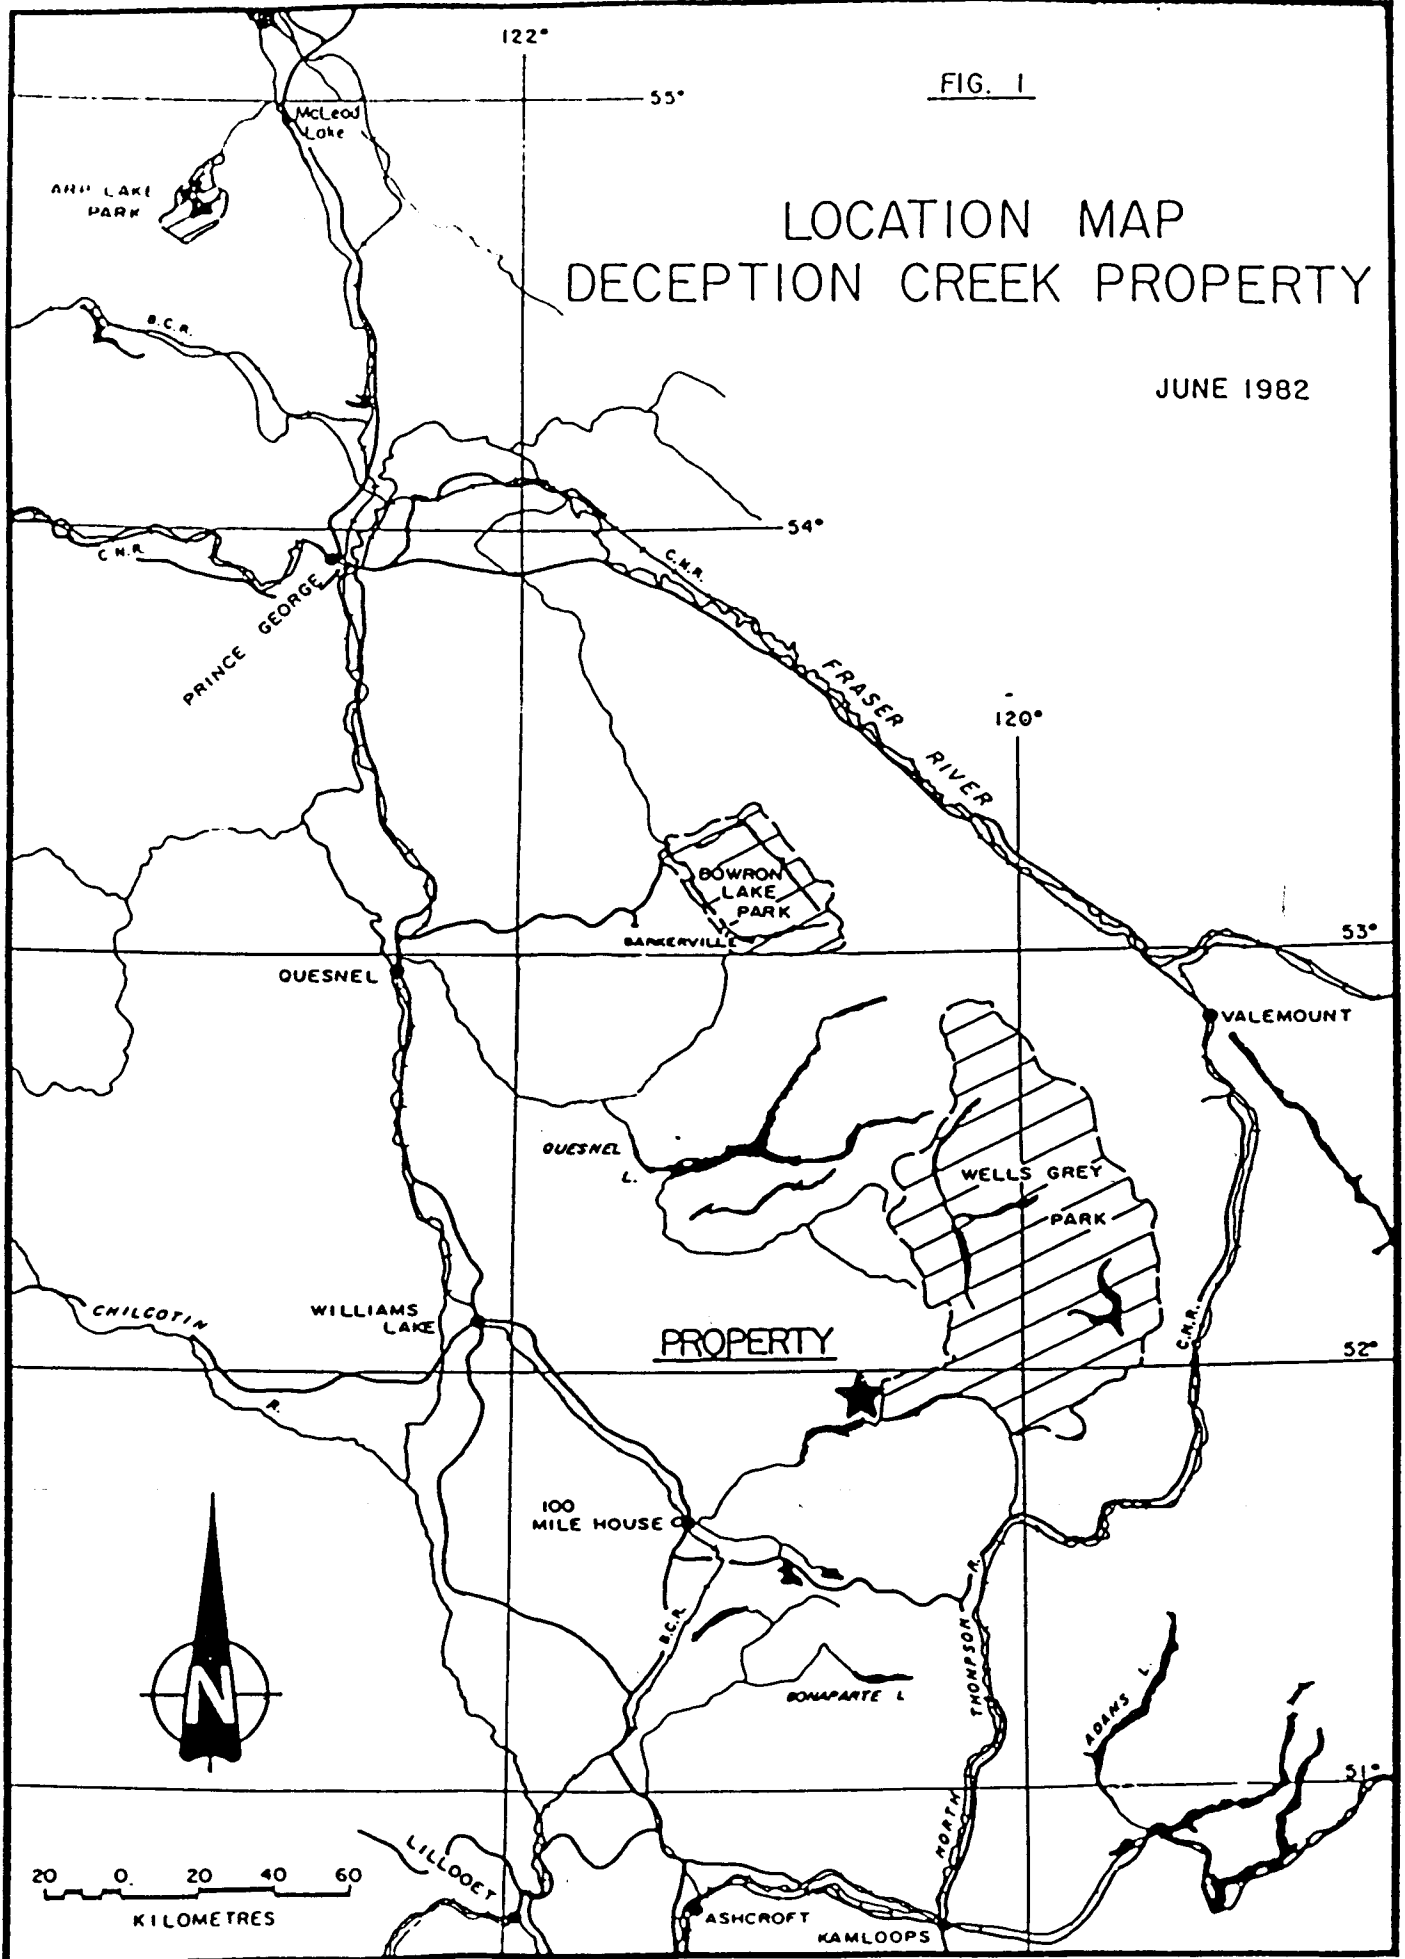 122°
FIG. 1
55°
McLeod
Lake
LAKE
PARK
LOCATION MAP
DECEPTION CREEK PROPERTY
B.C.R.
JUNE 1982
54°
C.N.R.
C.N.R.
PRINCE GEORGE
FRASER RIVER
120°
BOWRON
LAKE
PARK
BARKERVILLE
53°
QUESNEL
VALEMOUNT
QUESNEL
L.
WELLS GREY
PARK
CHILCOTIN
R.
WILLIAMS
LAKE
PROPERTY
C.N.R.
52°
100
MILE HOUSE
N
B.C.R.
BONAPARTE L
NORTH THOMPSON R.
ADAMS L.
51°
LILLOOET
20 0. 20 40 60
KILOMETRES
ASHCROFT
KAMLOOPS